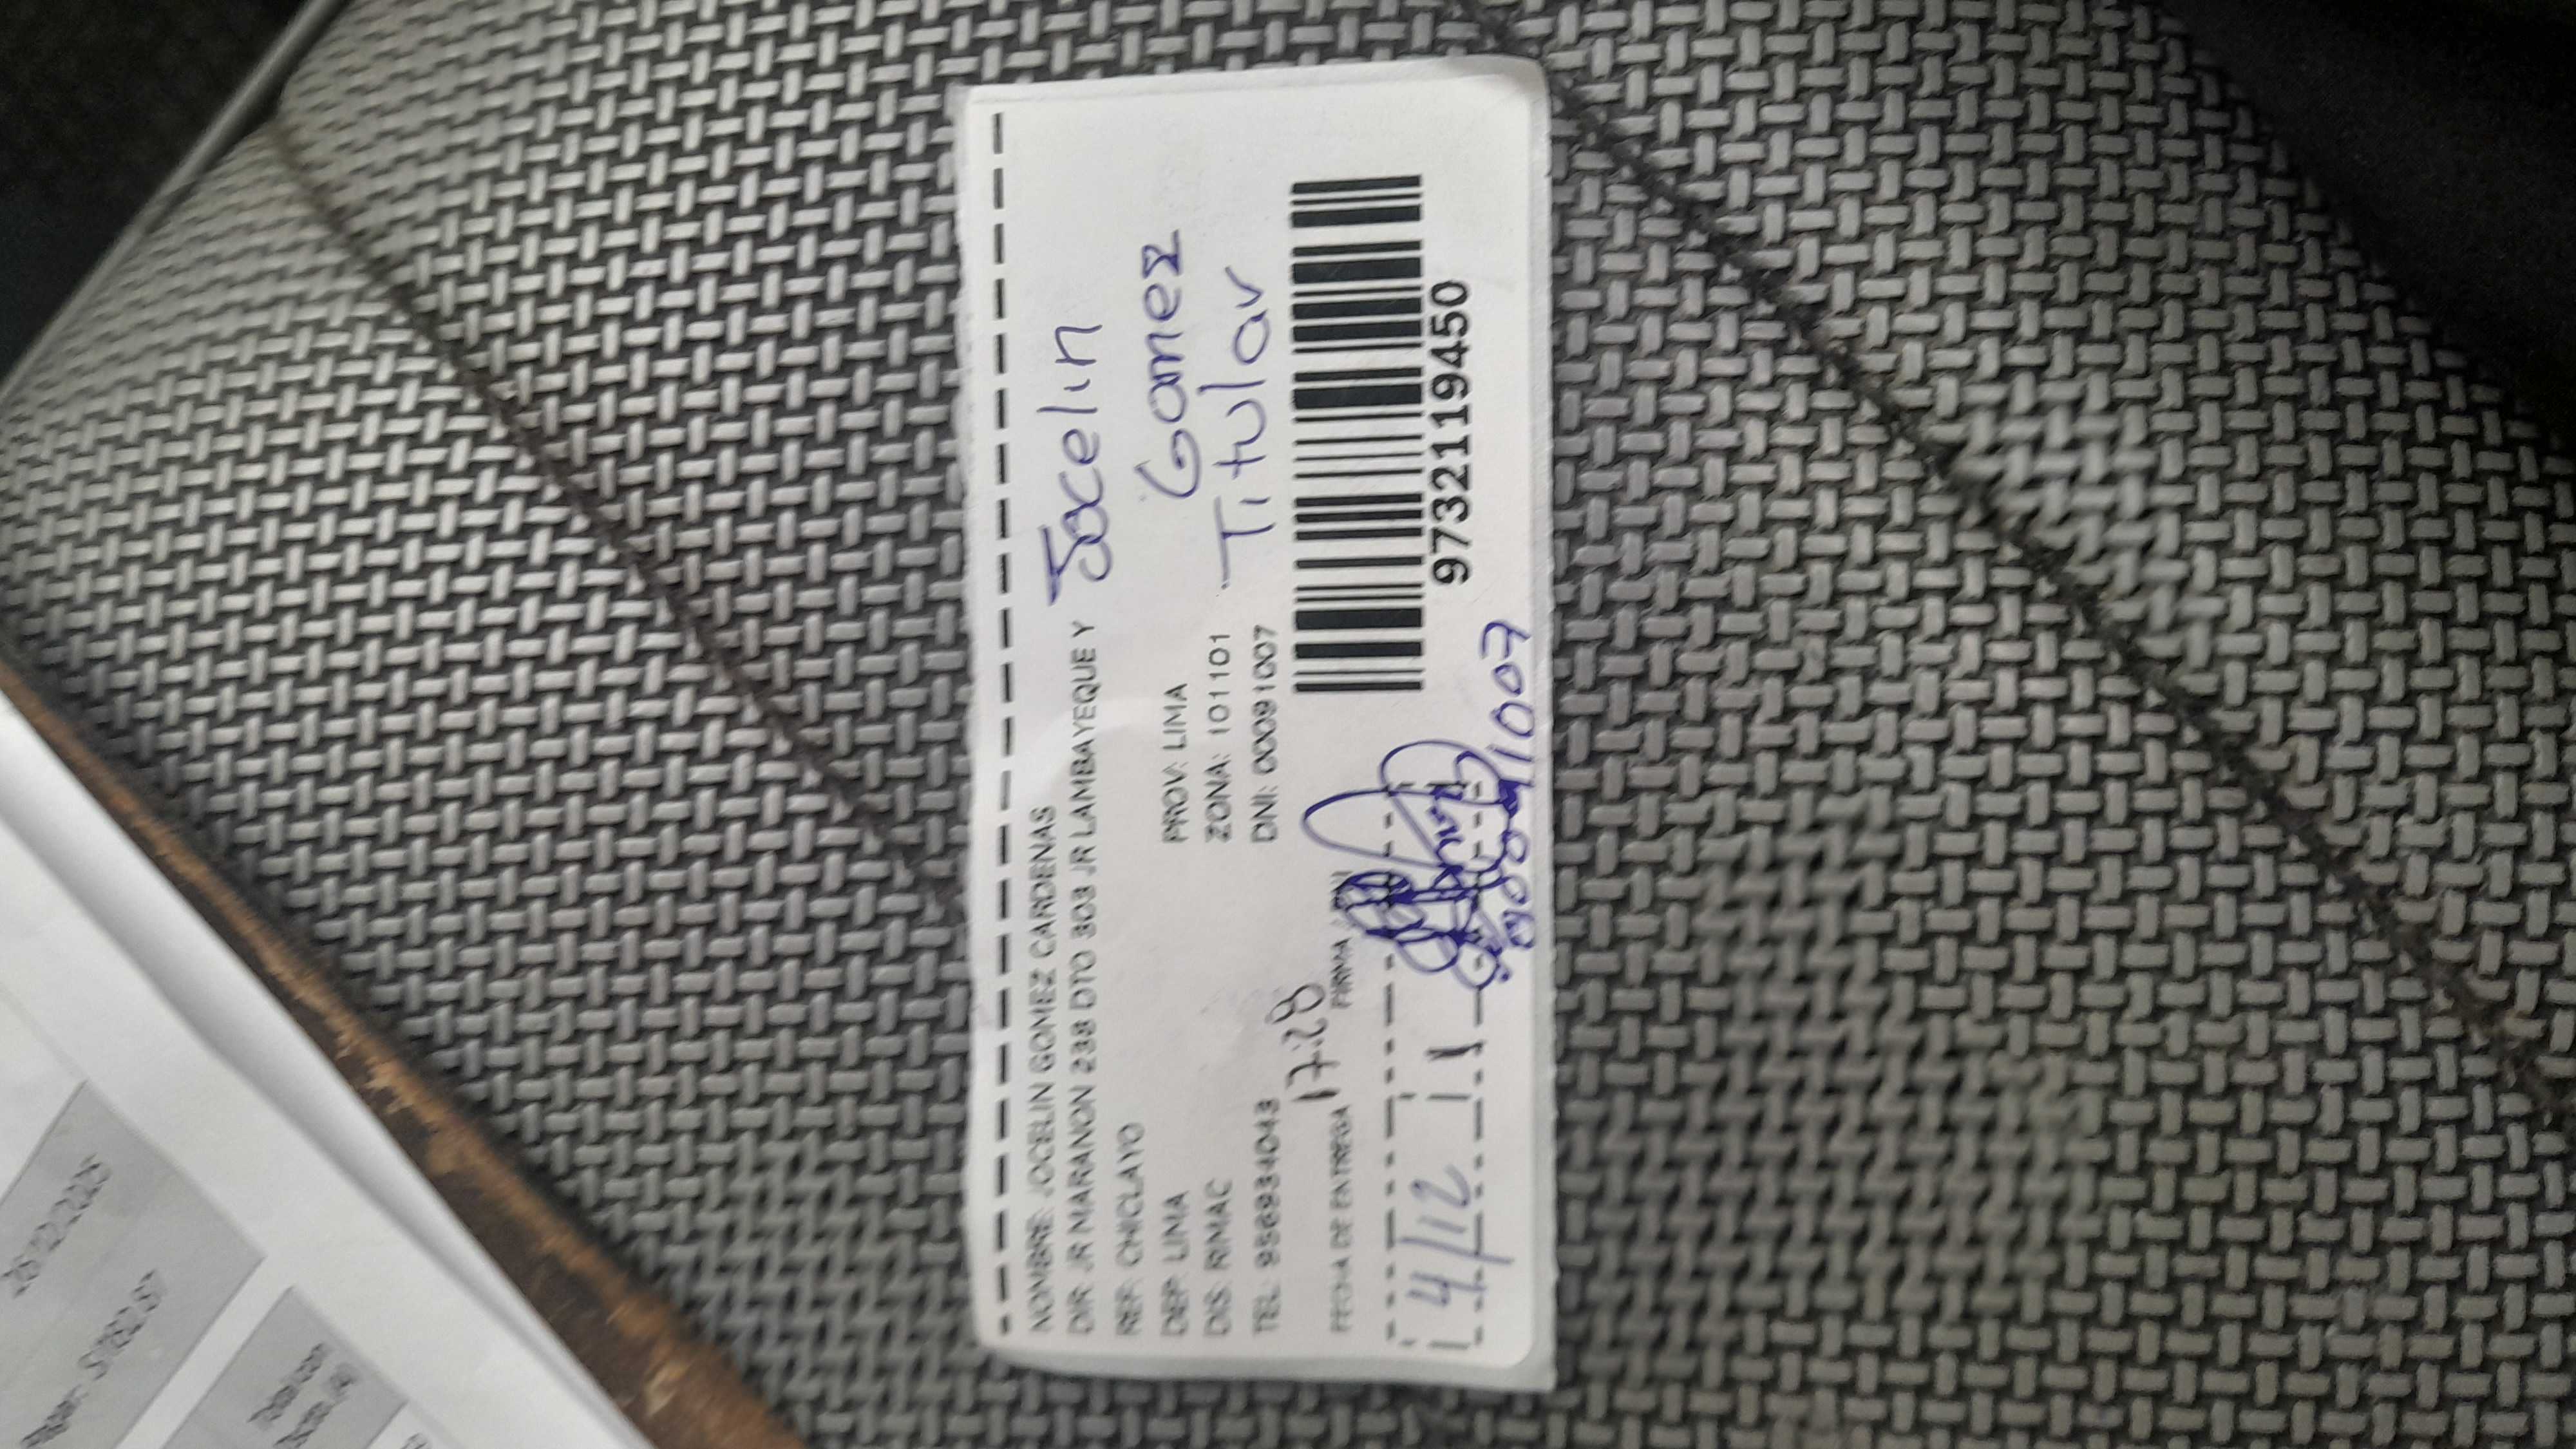 NOMBRE: JOCELIN GOMEZ CARDENAS
DIR: JR MARANON 238 DTO 303 JR LAMBAYEQUE Y
REF: CHICLAYO
DEP: LIMA PROV: LIMA
DIS: RIMAC ZONA: 101101
TEL: DNI: 00091007
Jocelin
Gomez
Titular
17:28
FECHA DE ENTREGA FIRMA
4/12
9732119450